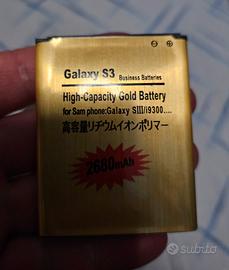 Galaxy S3
Business Batteries
High-Capacity Gold Battery
for Sam phone:Galaxy SIII/i9300.....
高容量リチウムイオンポリマー
2680mAh
subito